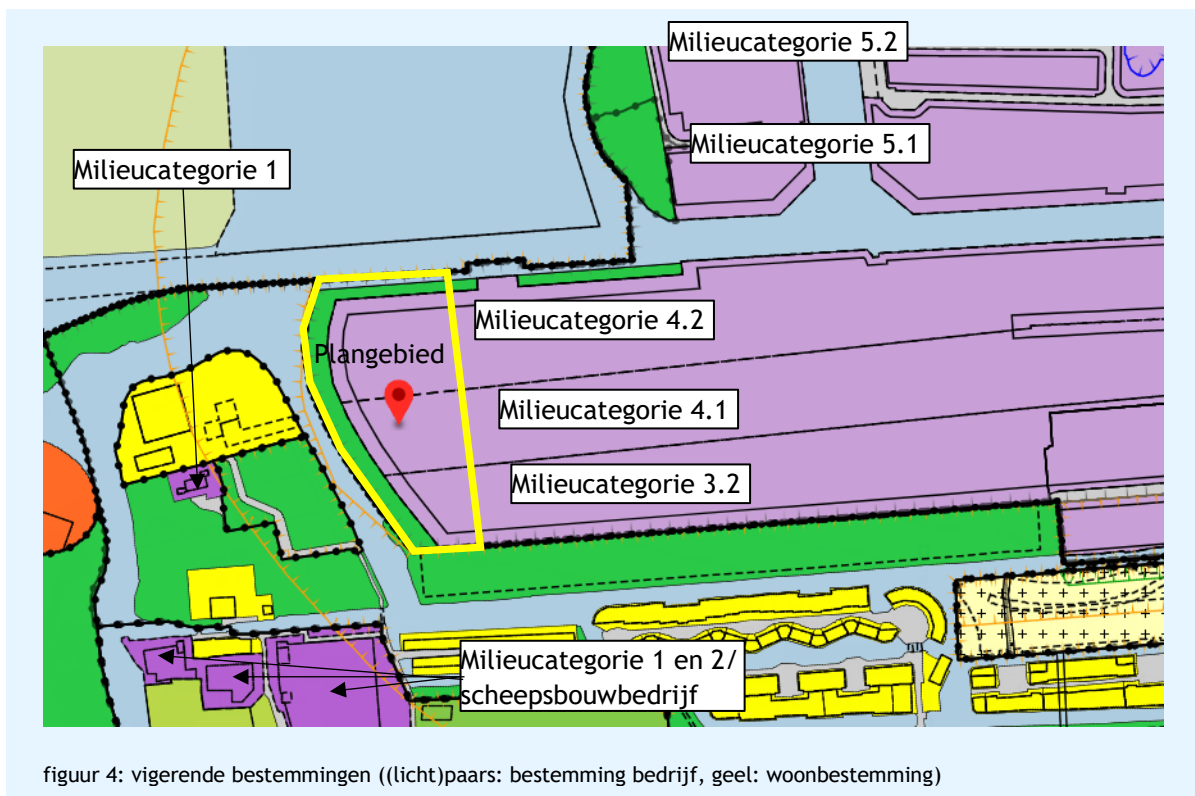 Milieucategorie 5.2
Milieucategorie 5.1
Milieucategorie 1
Milieucategorie 4.2
Plangebied
Milieucategorie 4.1
Milieucategorie 3.2
Milieucategorie 1 en 2/
scheepsbouwbedrijf
figuur 4: vigerende bestemmingen ((licht)paars: bestemming bedrijf, geel: woonbestemming)